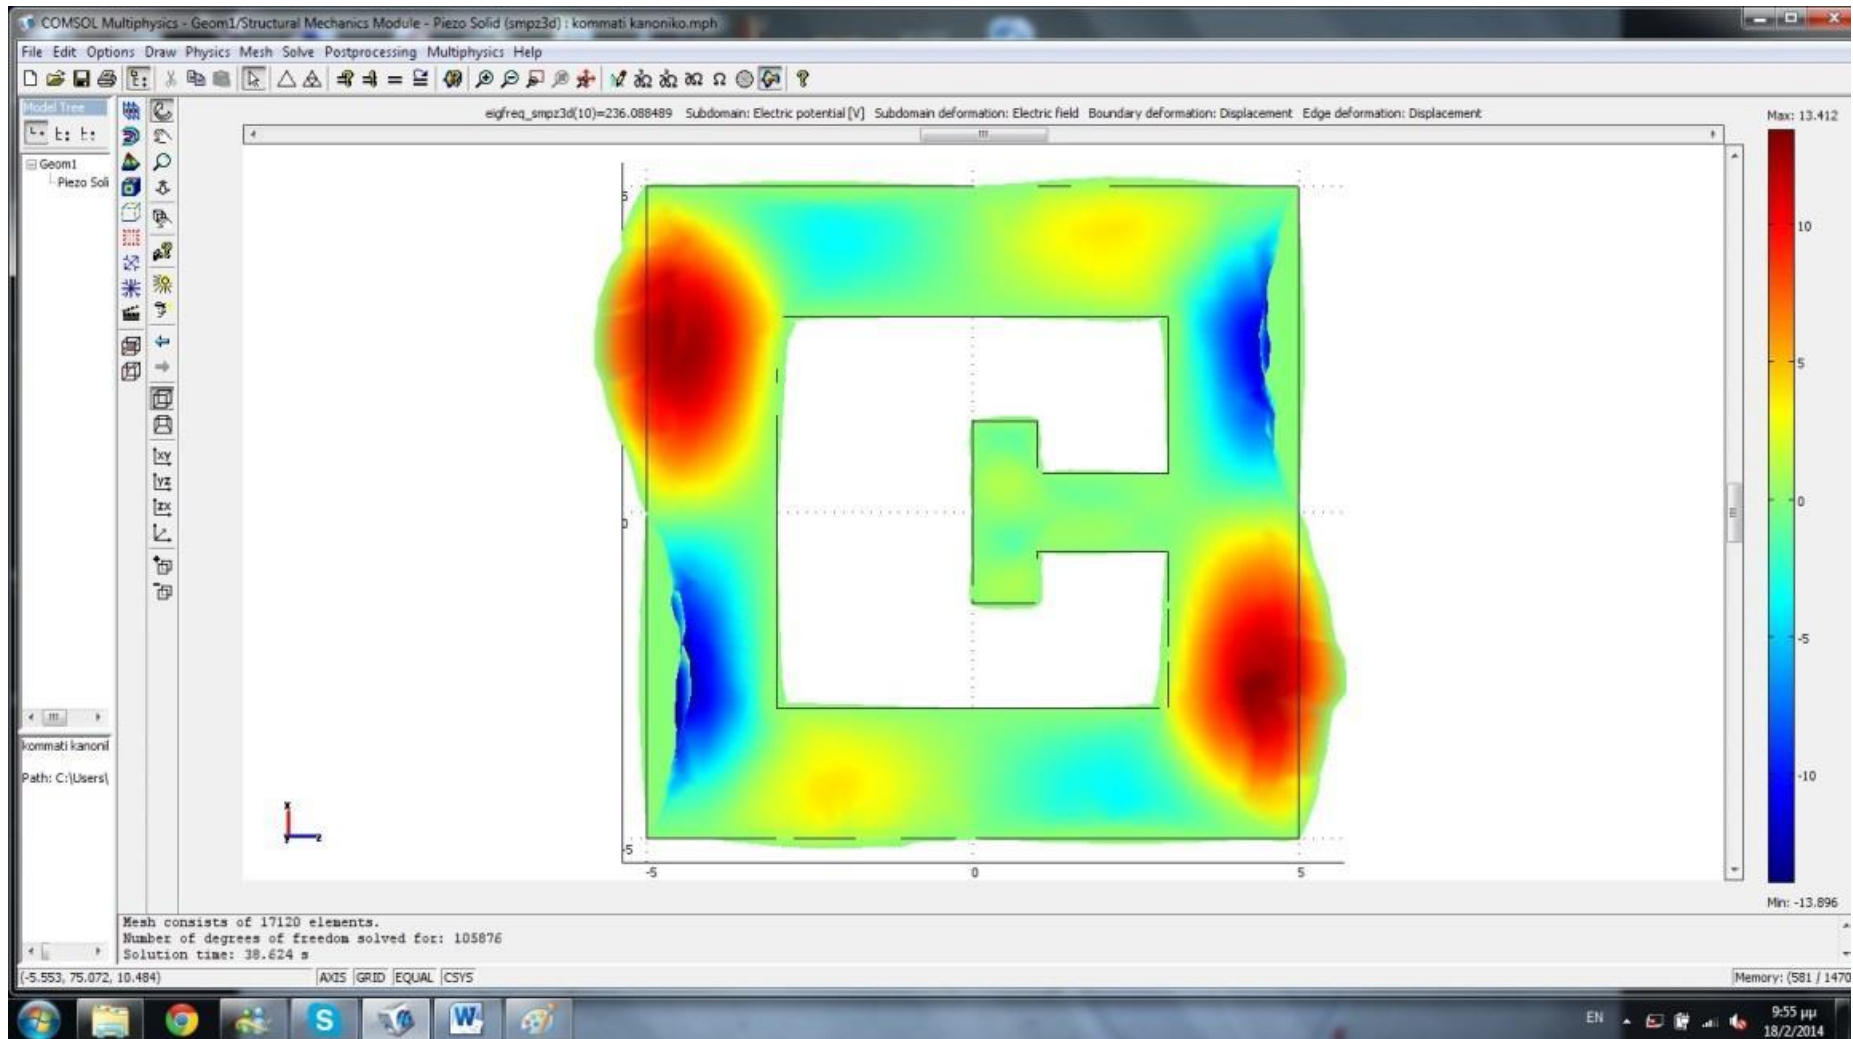 COMSOL Multiphysics - Geom1/Structural Mechanics Module - Piezo Solid (smpz3d) : kommati kanoniko.mph
File Edit Options Draw Physics Mesh Solve Postprocessing Multiphysics Help
Model Tree
eigfreq_smpz3d(10)=236.088489 Subdomain: Electric potential [V] Subdomain deformation: Electric field Boundary deformation: Displacement Edge deformation: Displacement
Max: 13.412
Geom1
Piezo Soli
xy
yz
zx
5
0
-5
-5 0 5
x
y z
10
5
0
-5
-10
Min: -13.896
kommati kanonil
Path: C:\Users\
Mesh consists of 17120 elements.
Number of degrees of freedom solved for: 105876
Solution time: 38.624 s
(-5.553, 75.072, 10.484) AXIS GRID EQUAL CSYS Memory: (581 / 1470
EN 9:55 μμ
18/2/2014